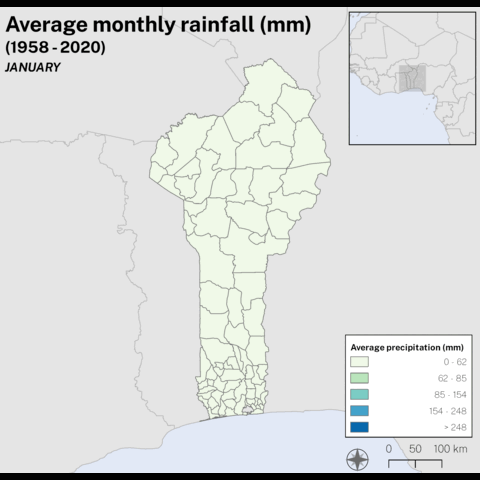 Average monthly rainfall (mm)
(1958 - 2020)
JANUARY
Average precipitation (mm)
0 - 62
62 - 85
85 - 154
154 - 248
> 248
0 50 100 km